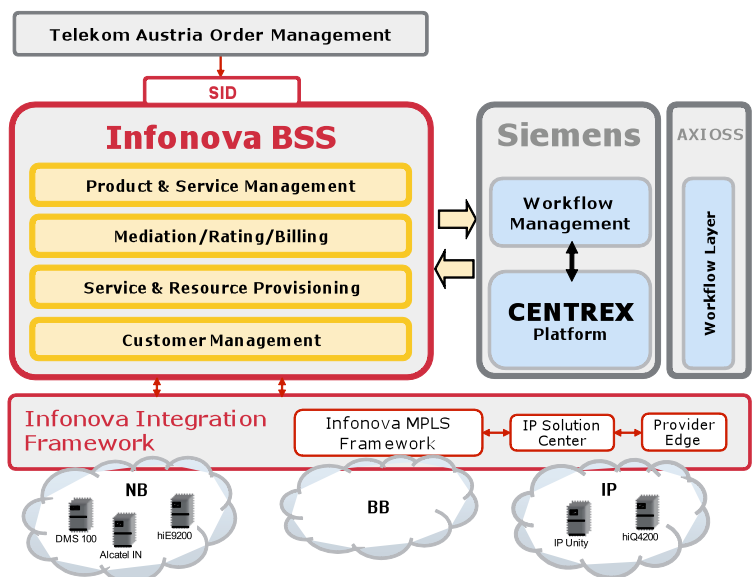 Telekom Austria Order Management
SID
Infonova BSS
Product & Service Management
Mediation/Rating/Billing
Service & Resource Provisioning
Customer Management
Siemens
Workflow
Management
CENTREX
Platform
AXIOSS
Workflow Layer
Infonova Integration
Framework
Infonova MPLS
Framework
IP Solution
Center
Provider
Edge
NB
DMS 100
Alcatel IN
hiE9200
BB
IP
IP Unity
hiQ4200